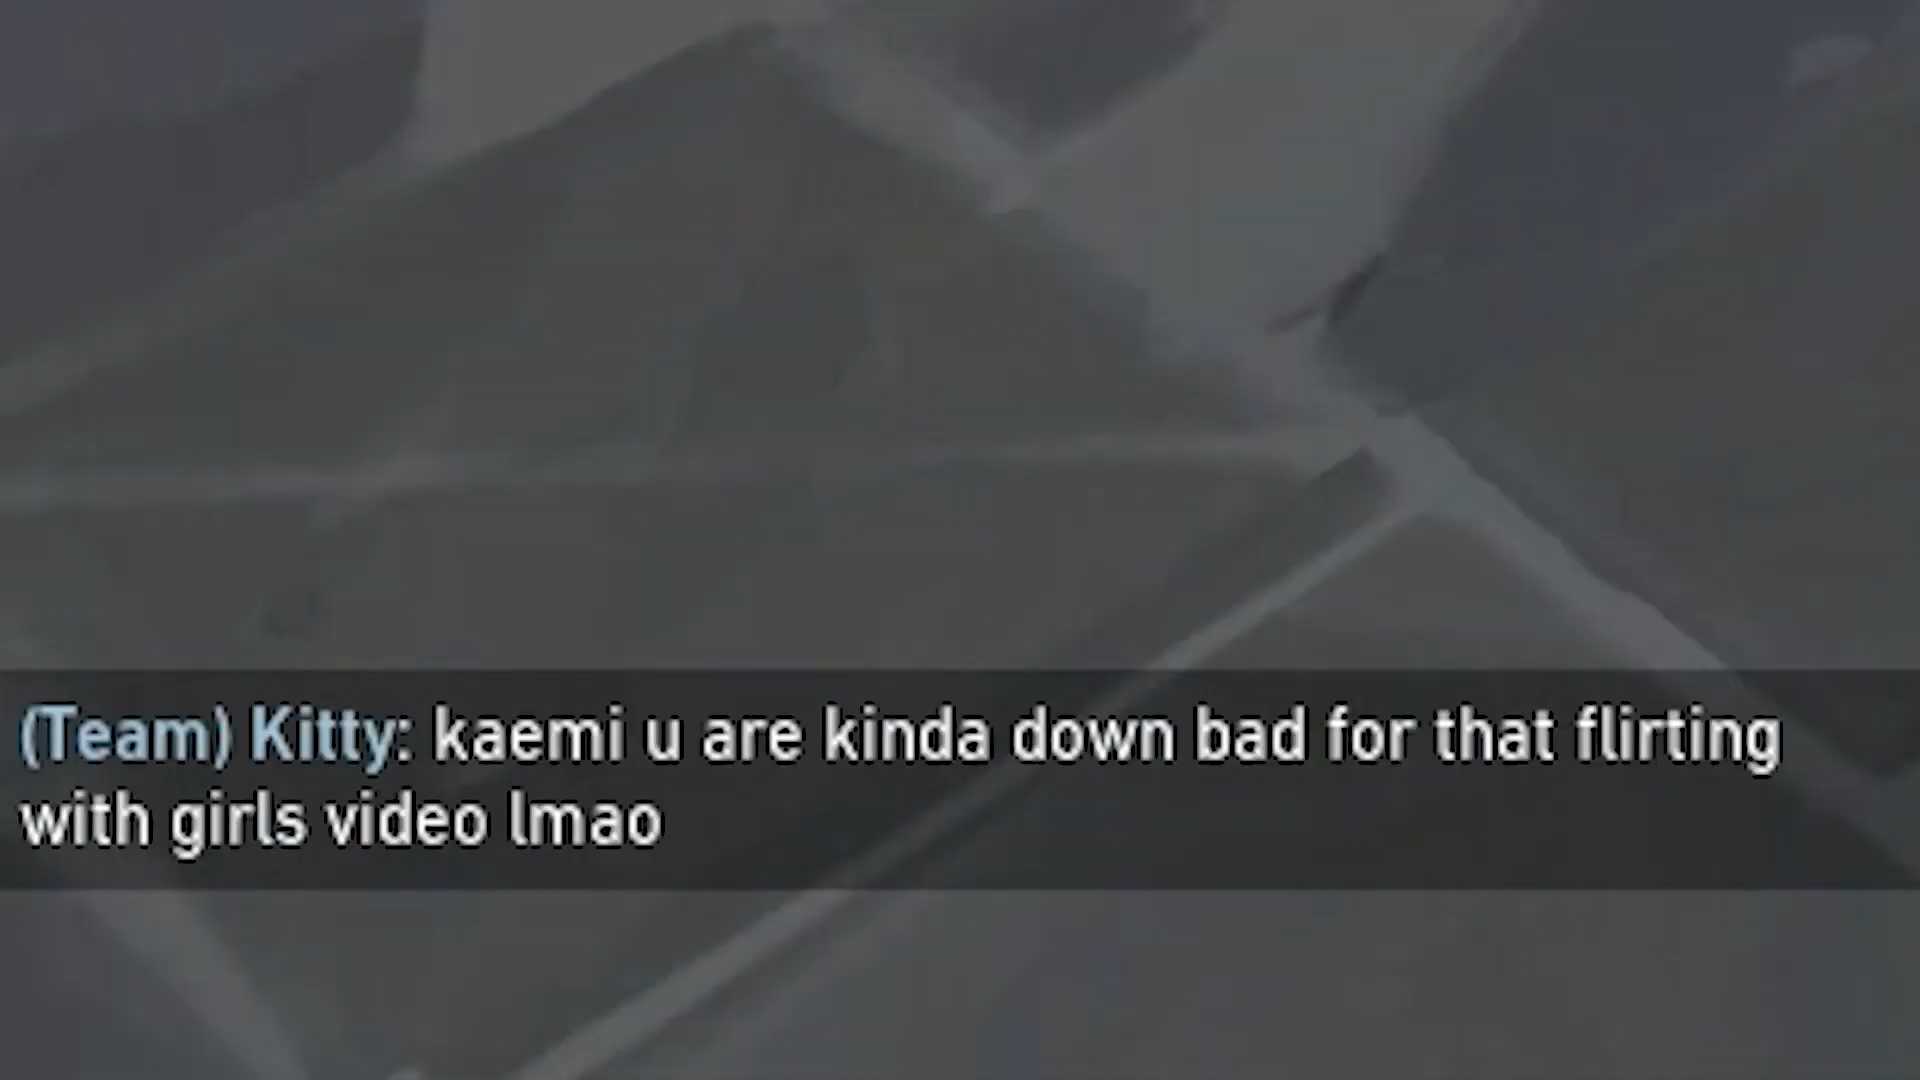 (Team) Kitty: kaemi u are kinda down bad for that flirting
with girls video lmao